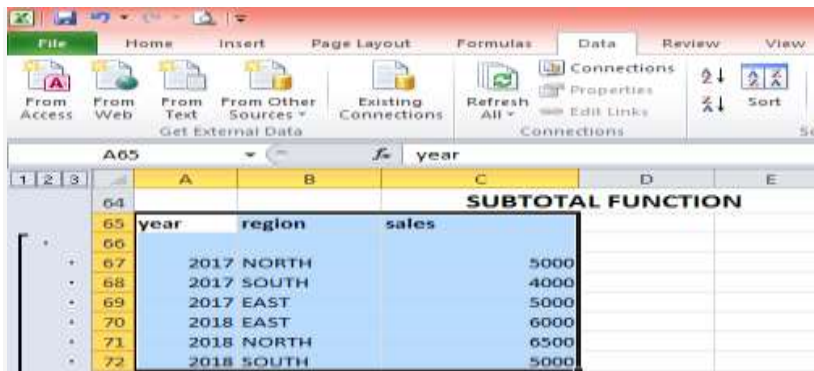 File Home Insert Page Layout Formulas Data Review View
From Access From Web From Text From Other Sources Existing Connections Refresh All Connections Properties Edit Links Sort
Get External Data Connections
A65 fx year
1 2 3 A B C D E
64 SUBTOTAL FUNCTION
65 year region sales
66
67 2017 NORTH 5000
68 2017 SOUTH 4000
69 2017 EAST 5000
70 2018 EAST 6000
71 2018 NORTH 6500
72 2018 SOUTH 5000